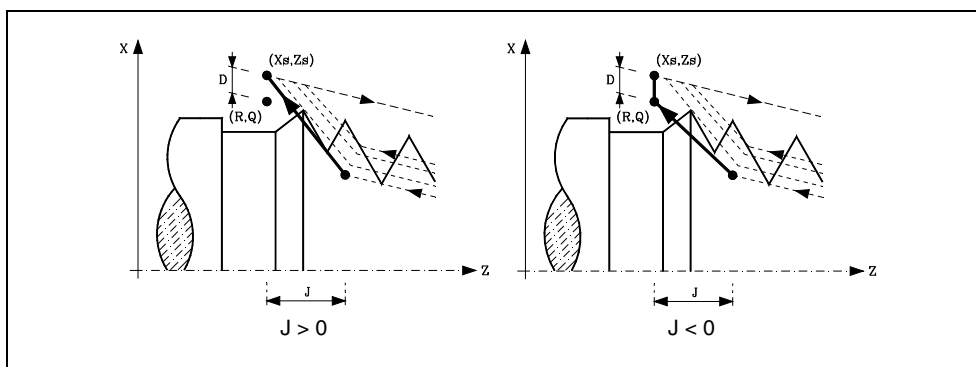 X
(Xs,Zs)
D
(R,Q)
Z
J
J > 0
X
(Xs,Zs)
D
(R,Q)
Z
J
J < 0